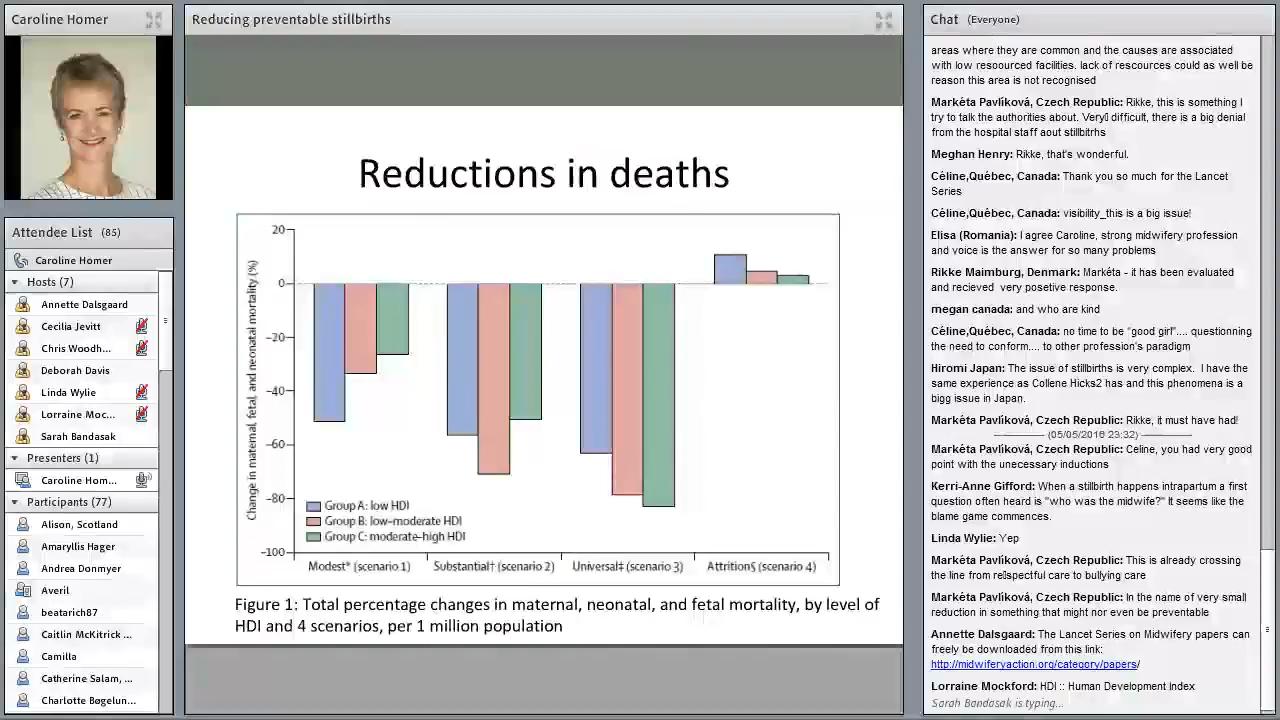 Caroline Homer
Attendee List (85)
Caroline Homer
Hosts (7)
Annette Dalsgaard
Cecilia Jevitt
Chris Woodh...
Deborah Davis
Linda Wylie
Lorraine Moc...
Sarah Bandasak
Presenters (1)
Caroline Hom...
Participants (77)
Alison, Scotland
Amaryllis Hager
Andrea Donmyer
Averil
beatarich87
Caitlin McKitrick ...
Camilla
Catherine Salam, ...
Charlotte Bøgelun...
Reducing preventable stillbirths
Reductions in deaths
Change in maternal, fetal, and neonatal mortality (%)
20
0
-20
-40
-60
-80
-100
Group A: low HDI
Group B: low–moderate HDI
Group C: moderate–high HDI
Modest* (scenario 1)
Substantial† (scenario 2)
Universal‡ (scenario 3)
Attrition§ (scenario 4)
Figure 1: Total percentage changes in maternal, neonatal, and fetal mortality, by level of
HDI and 4 scenarios, per 1 million population
Chat (Everyone)
areas where they are common and the causes are associated
with low resoourced facilities. lack of rescources could as well be
reason this area is not recognised
Markéta Pavlíková, Czech Republic: Rikke, this is something I
try to talk the authorities about. Very difficult, there is a big denial
from the hospital staff aout stillbitrhs
Meghan Henry: Rikke, that's wonderful.
Céline,Québec, Canada: Thank you so much for the Lancet
Series
Céline,Québec, Canada: visibility_this is a big issue!
Elisa (Romania): I agree Caroline, strong midwifery profession
and voice is the answer for so many problems
Rikke Maimburg, Denmark: Markéta - it has been evaluated
and recieved very posetive response.
megan canada: and who are kind
Céline,Québec, Canada: no time to be "good girl".... questionning
the need to conform.... to other profession's paradigm
Hiromi Japan: The issue of stillbirths is very complex. I have the
same experience as Collene Hicks2 has and this phenomena is a
bigg issue in Japan.
Markéta Pavlíková, Czech Republic: Rikke, it must have had!
(05/05/2016 23:32)
Markéta Pavlíková, Czech Republic: Celine, you had very good
point with the unecessary inductions
Kerri-Anne Gifford: When a stillbirth happens intrapartum a first
question often heard is "who was the midwife?" It seems like the
blame game commences.
Linda Wylie: Yep
Markéta Pavlíková, Czech Republic: This is already crossing
the line from respectful care to bullying care
Markéta Pavlíková, Czech Republic: In the name of very small
reduction in something that might nor even be preventable
Annette Dalsgaard: The Lancet Series on Midwifery papers can
freely be downloaded from this link:
http://midwiferyaction.org/category/papers/
Lorraine Mockford: HDI :: Human Development Index
Sarah Bandasak is typing...